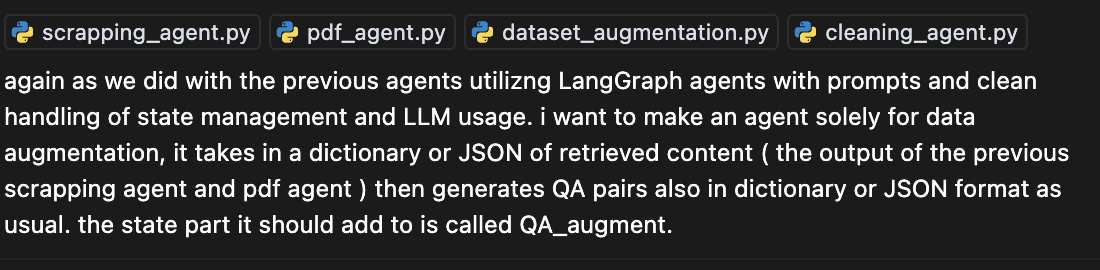 scrapping_agent.py pdf_agent.py dataset_augmentation.py cleaning_agent.py
again as we did with the previous agents utilizng LangGraph agents with prompts and clean
handling of state management and LLM usage. i want to make an agent solely for data
augmentation, it takes in a dictionary or JSON of retrieved content ( the output of the previous
scrapping agent and pdf agent ) then generates QA pairs also in dictionary or JSON format as
usual. the state part it should add to is called QA_augment.